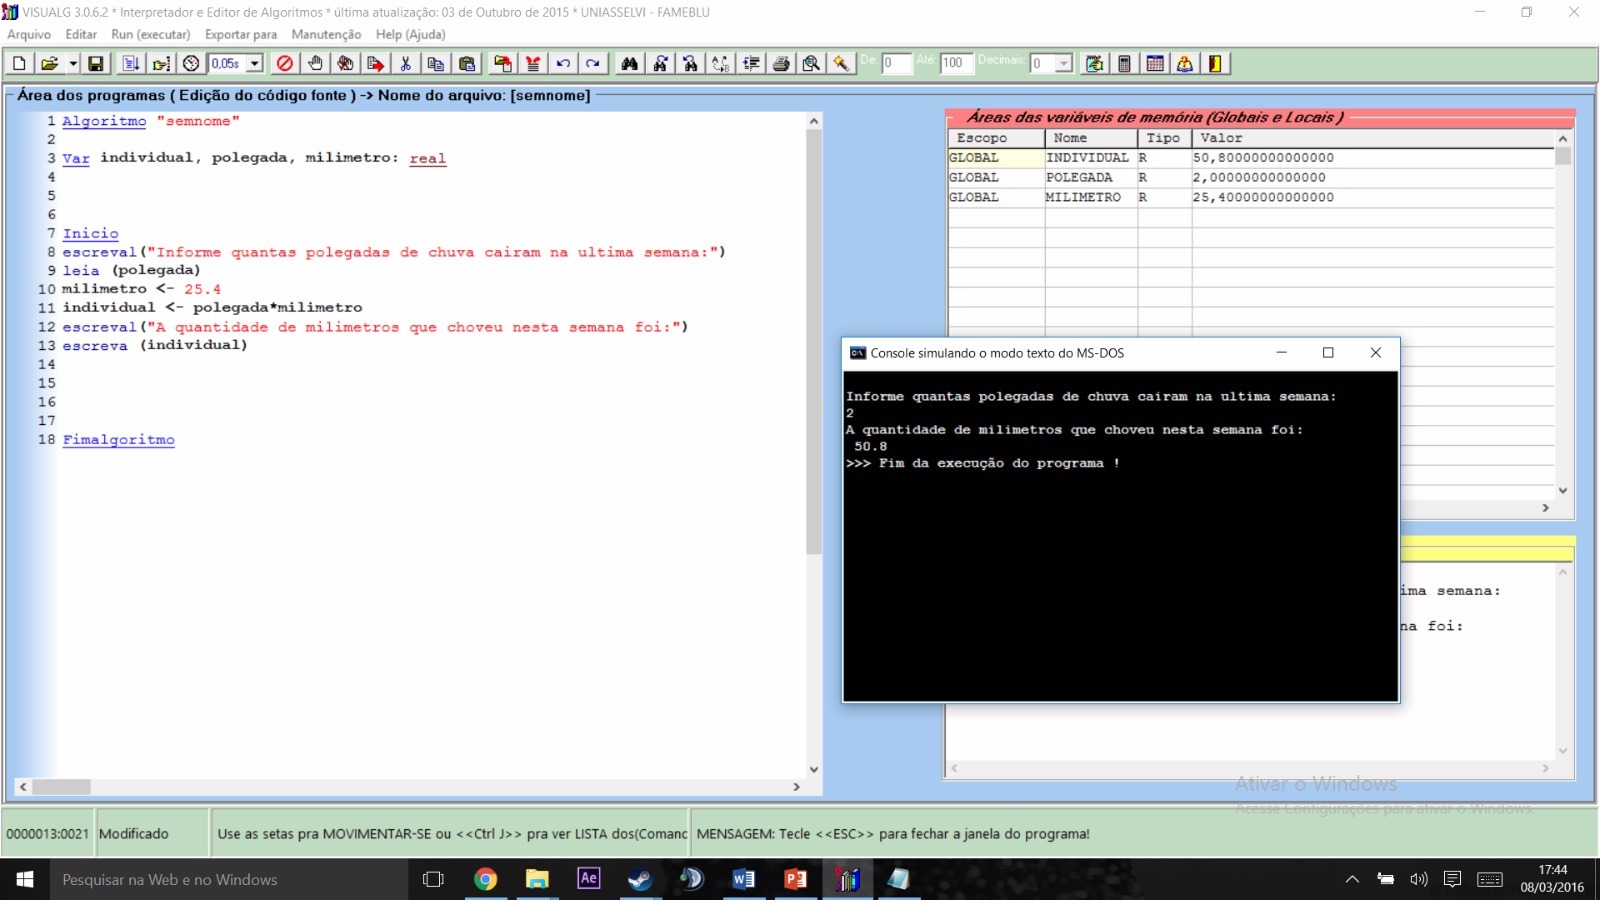 VISUALG 3.0.6.2 * Interpretador e Editor de Algoritmos * última atualização: 03 de Outubro de 2015 * UNIASSELVI - FAMEBLU
Arquivo Editar Run (executar) Exportar para Manutenção Help (Ajuda)
0,05s De: 0 Até: 100 Decimais: 0
Área dos programas ( Edição do código fonte ) -> Nome do arquivo: [semnome]
1 Algoritmo "semnome"
2
3 Var individual, polegada, milimetro: real
4
5
6
7 Inicio
8 escreval("Informe quantas polegadas de chuva cairam na ultima semana:")
9 leia (polegada)
10 milimetro <- 25.4
11 individual <- polegada*milimetro
12 escreval("A quantidade de milimetros que choveu nesta semana foi:")
13 escreva (individual)
14
15
16
17
18 Fimalgoritmo
Áreas das variáveis de memória (Globais e Locais )
Escopo Nome Tipo Valor
GLOBAL INDIVIDUAL R 50,80000000000000
GLOBAL POLEGADA R 2,00000000000000
GLOBAL MILIMETRO R 25,40000000000000
Console simulando o modo texto do MS-DOS
Informe quantas polegadas de chuva cairam na ultima semana:
2
A quantidade de milimetros que choveu nesta semana foi:
50.8
>>> Fim da execução do programa !
ima semana:
na foi:
Ativar o Windows
Acesse Configurações para ativar o Windows.
0000013:0021 Modificado Use as setas pra MOVIMENTAR-SE ou <<Ctrl J>> pra ver LISTA dos(Comanc MENSAGEM: Tecle <<ESC>> para fechar a janela do programa!
Pesquisar na Web e no Windows
17:44
08/03/2016